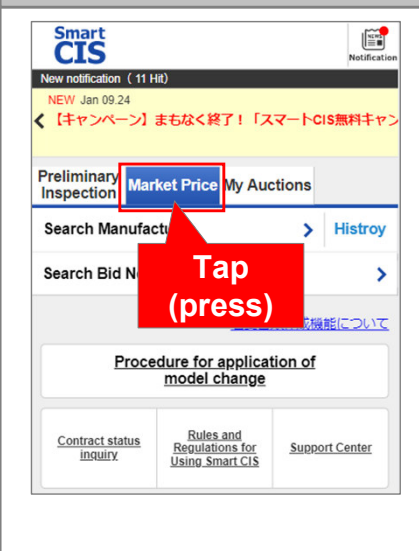 Smart
CIS
NEWS
Notification
New notification ( 11 Hit)
NEW Jan 09.24
【キャンペーン】まもなく終了！「スマートCIS無料キャン
Preliminary
Inspection
Market Price
My Auctions
Search Manufactu
Histroy
Search Bid N
Tap
(press)
機能について
Procedure for application of
model change
Contract status
inquiry
Rules and
Regulations for
Using Smart CIS
Support Center